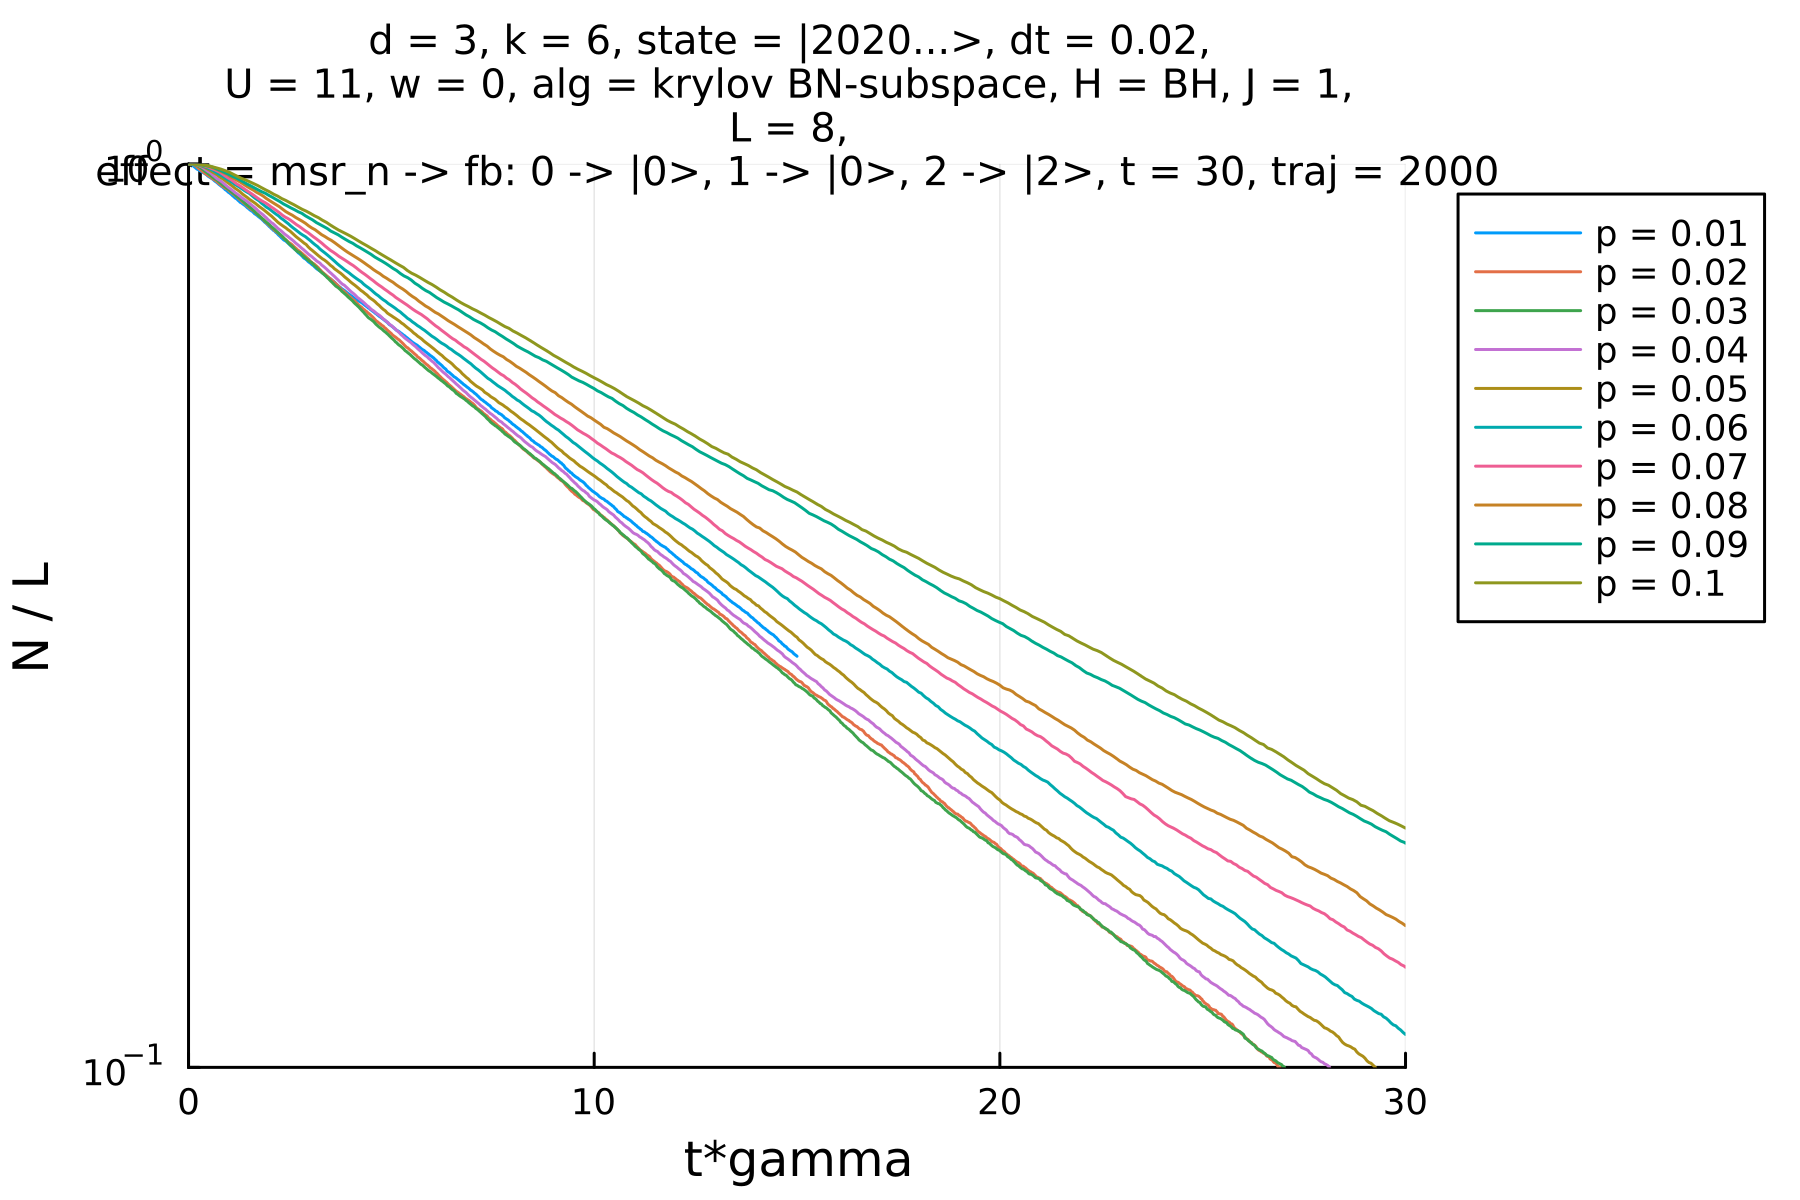 d = 3, k = 6, state = |2020...>, dt = 0.02,
U = 11, w = 0, alg = krylov BN-subspace, H = BH, J = 1,
L = 8,
effect = msr_n -> fb: 0 -> |0>, 1 -> |0>, 2 -> |2>, t = 30, traj = 2000
10⁰
p = 0.01
p = 0.02
p = 0.03
p = 0.04
p = 0.05
p = 0.06
p = 0.07
p = 0.08
p = 0.09
p = 0.1
N / L
10⁻¹
0 10 20 30
t*gamma